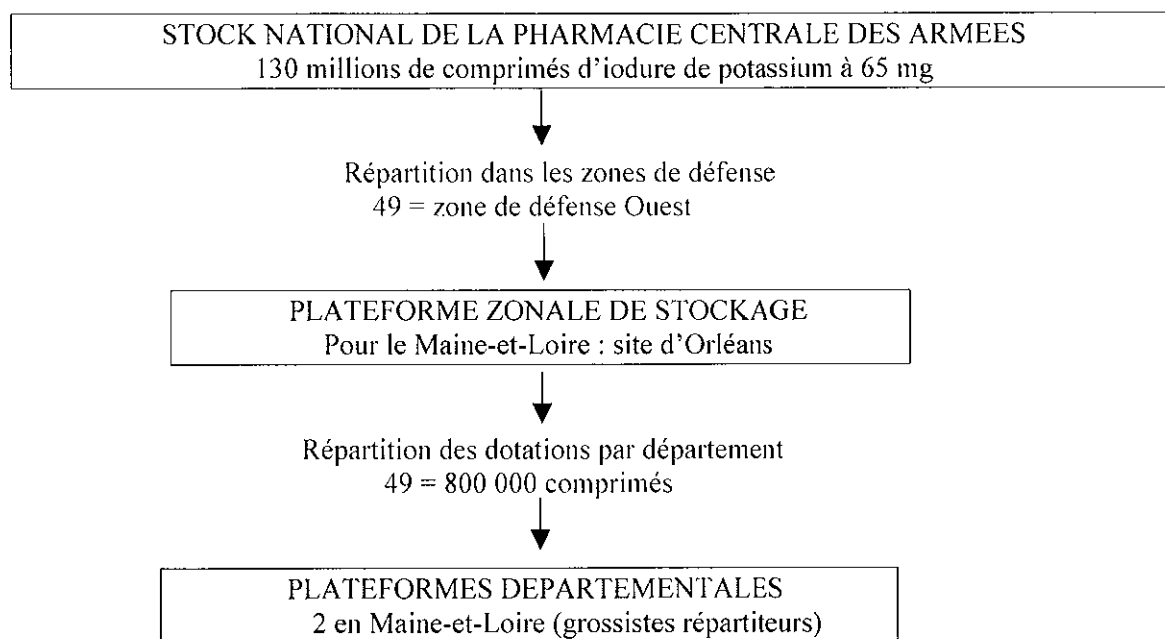 STOCK NATIONAL DE LA PHARMACIE CENTRALE DES ARMEES
130 millions de comprimés d'iodure de potassium à 65 mg
Répartition dans les zones de défense
49 = zone de défense Ouest
PLATEFORME ZONALE DE STOCKAGE
Pour le Maine-et-Loire : site d'Orléans
Répartition des dotations par département
49 = 800 000 comprimés
PLATEFORMES DEPARTEMENTALES
2 en Maine-et-Loire (grossistes répartiteurs)